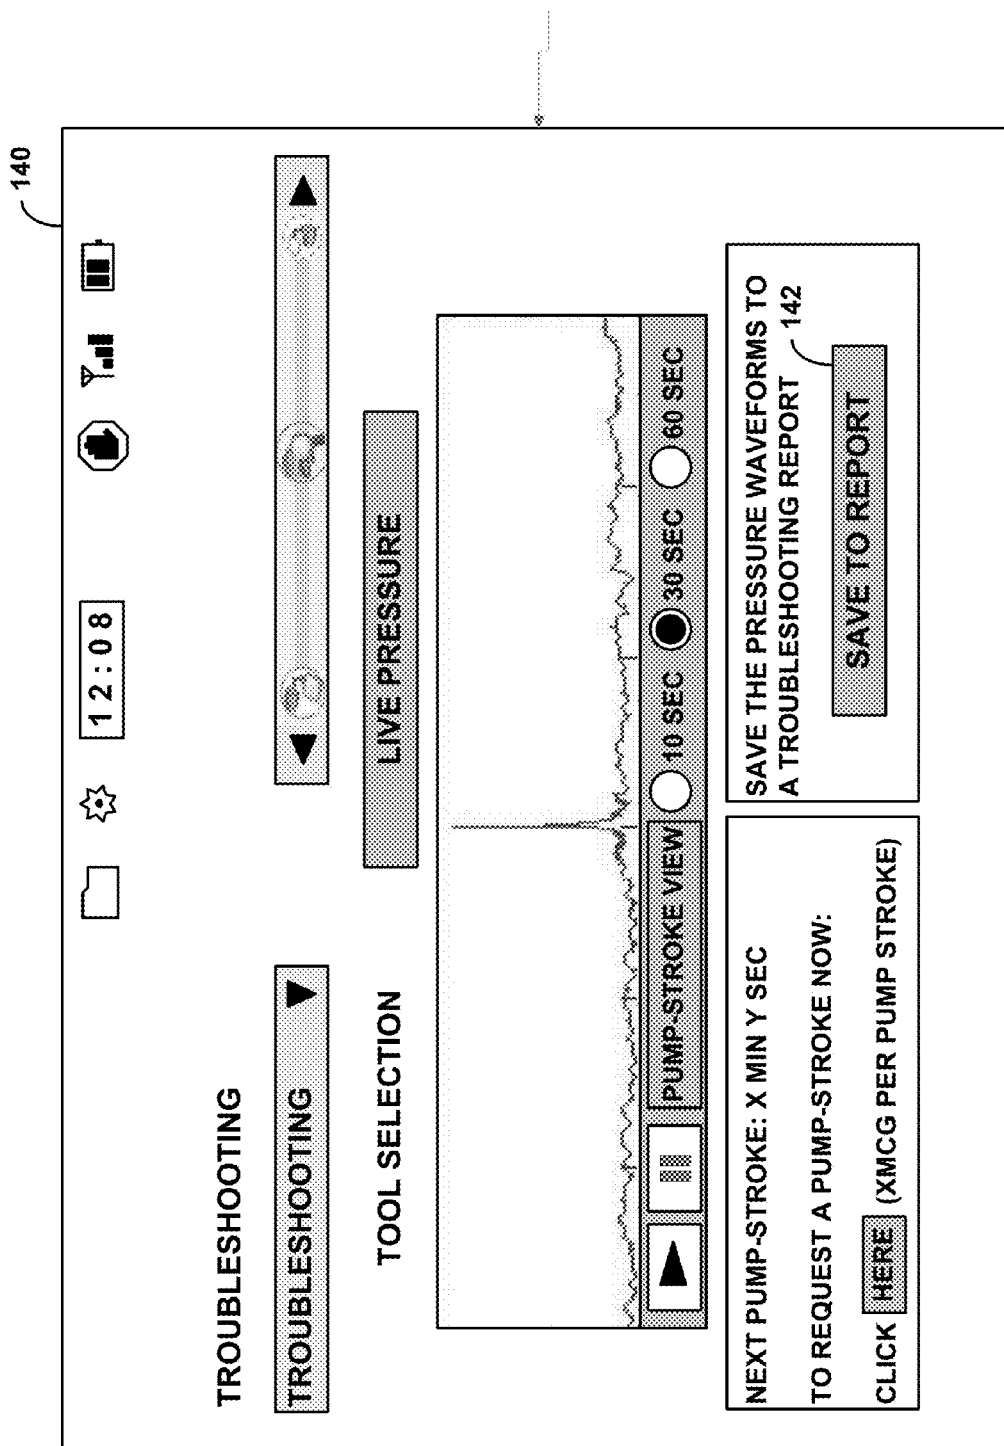 140
12:08
TROUBLESHOOTING
TROUBLESHOOTING
TOOL SELECTION
LIVE PRESSURE
PUMP-STROKE VIEW
10 SEC
30 SEC
60 SEC
NEXT PUMP-STROKE: X MIN Y SEC
TO REQUEST A PUMP-STROKE NOW:
CLICK HERE (XMCG PER PUMP STROKE)
SAVE THE PRESSURE WAVEFORMS TO
A TROUBLESHOOTING REPORT
142
SAVE TO REPORT